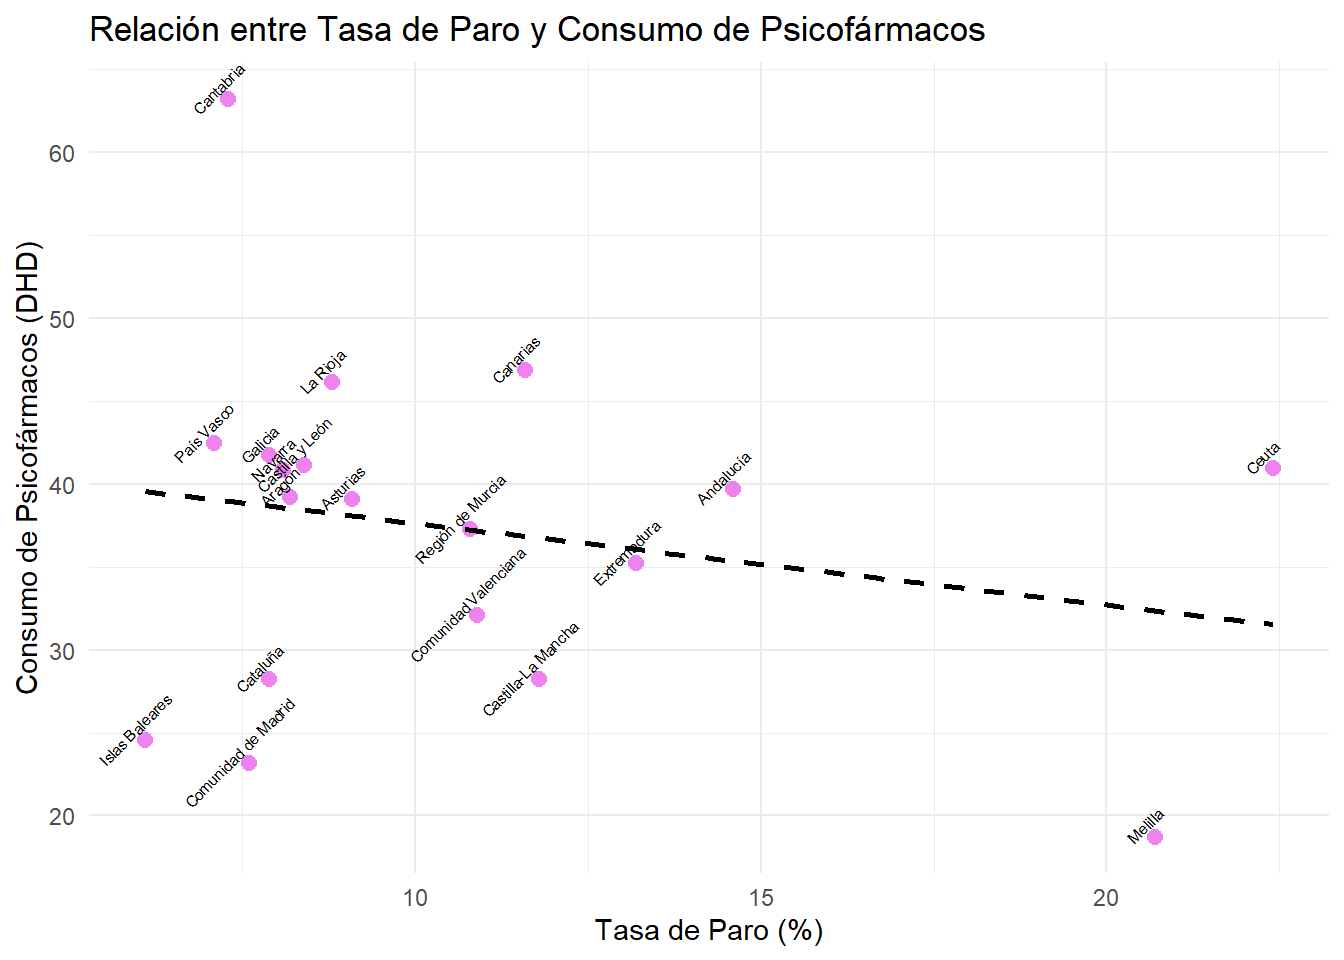 Relación entre Tasa de Paro y Consumo de Psicofármacos
Consumo de Psicofármacos (DHD)
60
50
40
30
20
Cantabria
La Rioja
Canarias
País Vasco
Galicia
Navarra
Castilla y León
Aragón
Asturias
Región de Murcia
Andalucía
Ceuta
Extremadura
Comunidad Valenciana
Cataluña
Castilla-La Mancha
Islas Baleares
Comunidad de Madrid
Melilla
10
15
20
Tasa de Paro (%)